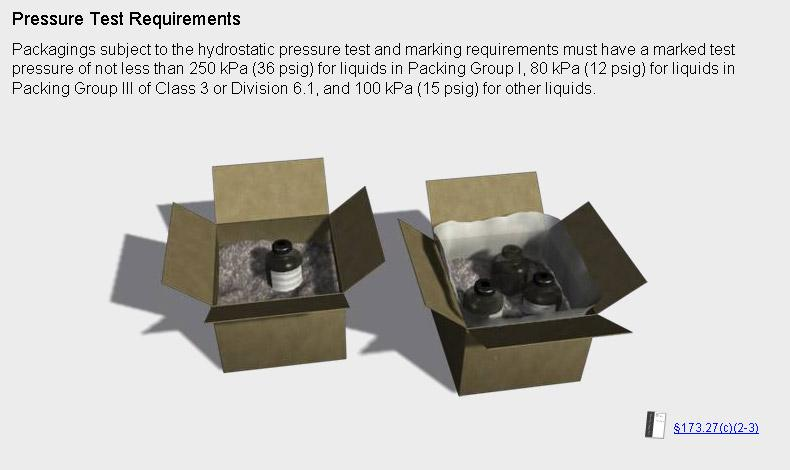 Pressure Test Requirements
Packagings subject to the hydrostatic pressure test and marking requirements must have a marked test
pressure of not less than 250 kPa (36 psig) for liquids in Packing Group I, 80 kPa (12 psig) for liquids in
Packing Group III of Class 3 or Division 6.1, and 100 kPa (15 psig) for other liquids.
§173.27(c)(2-3)